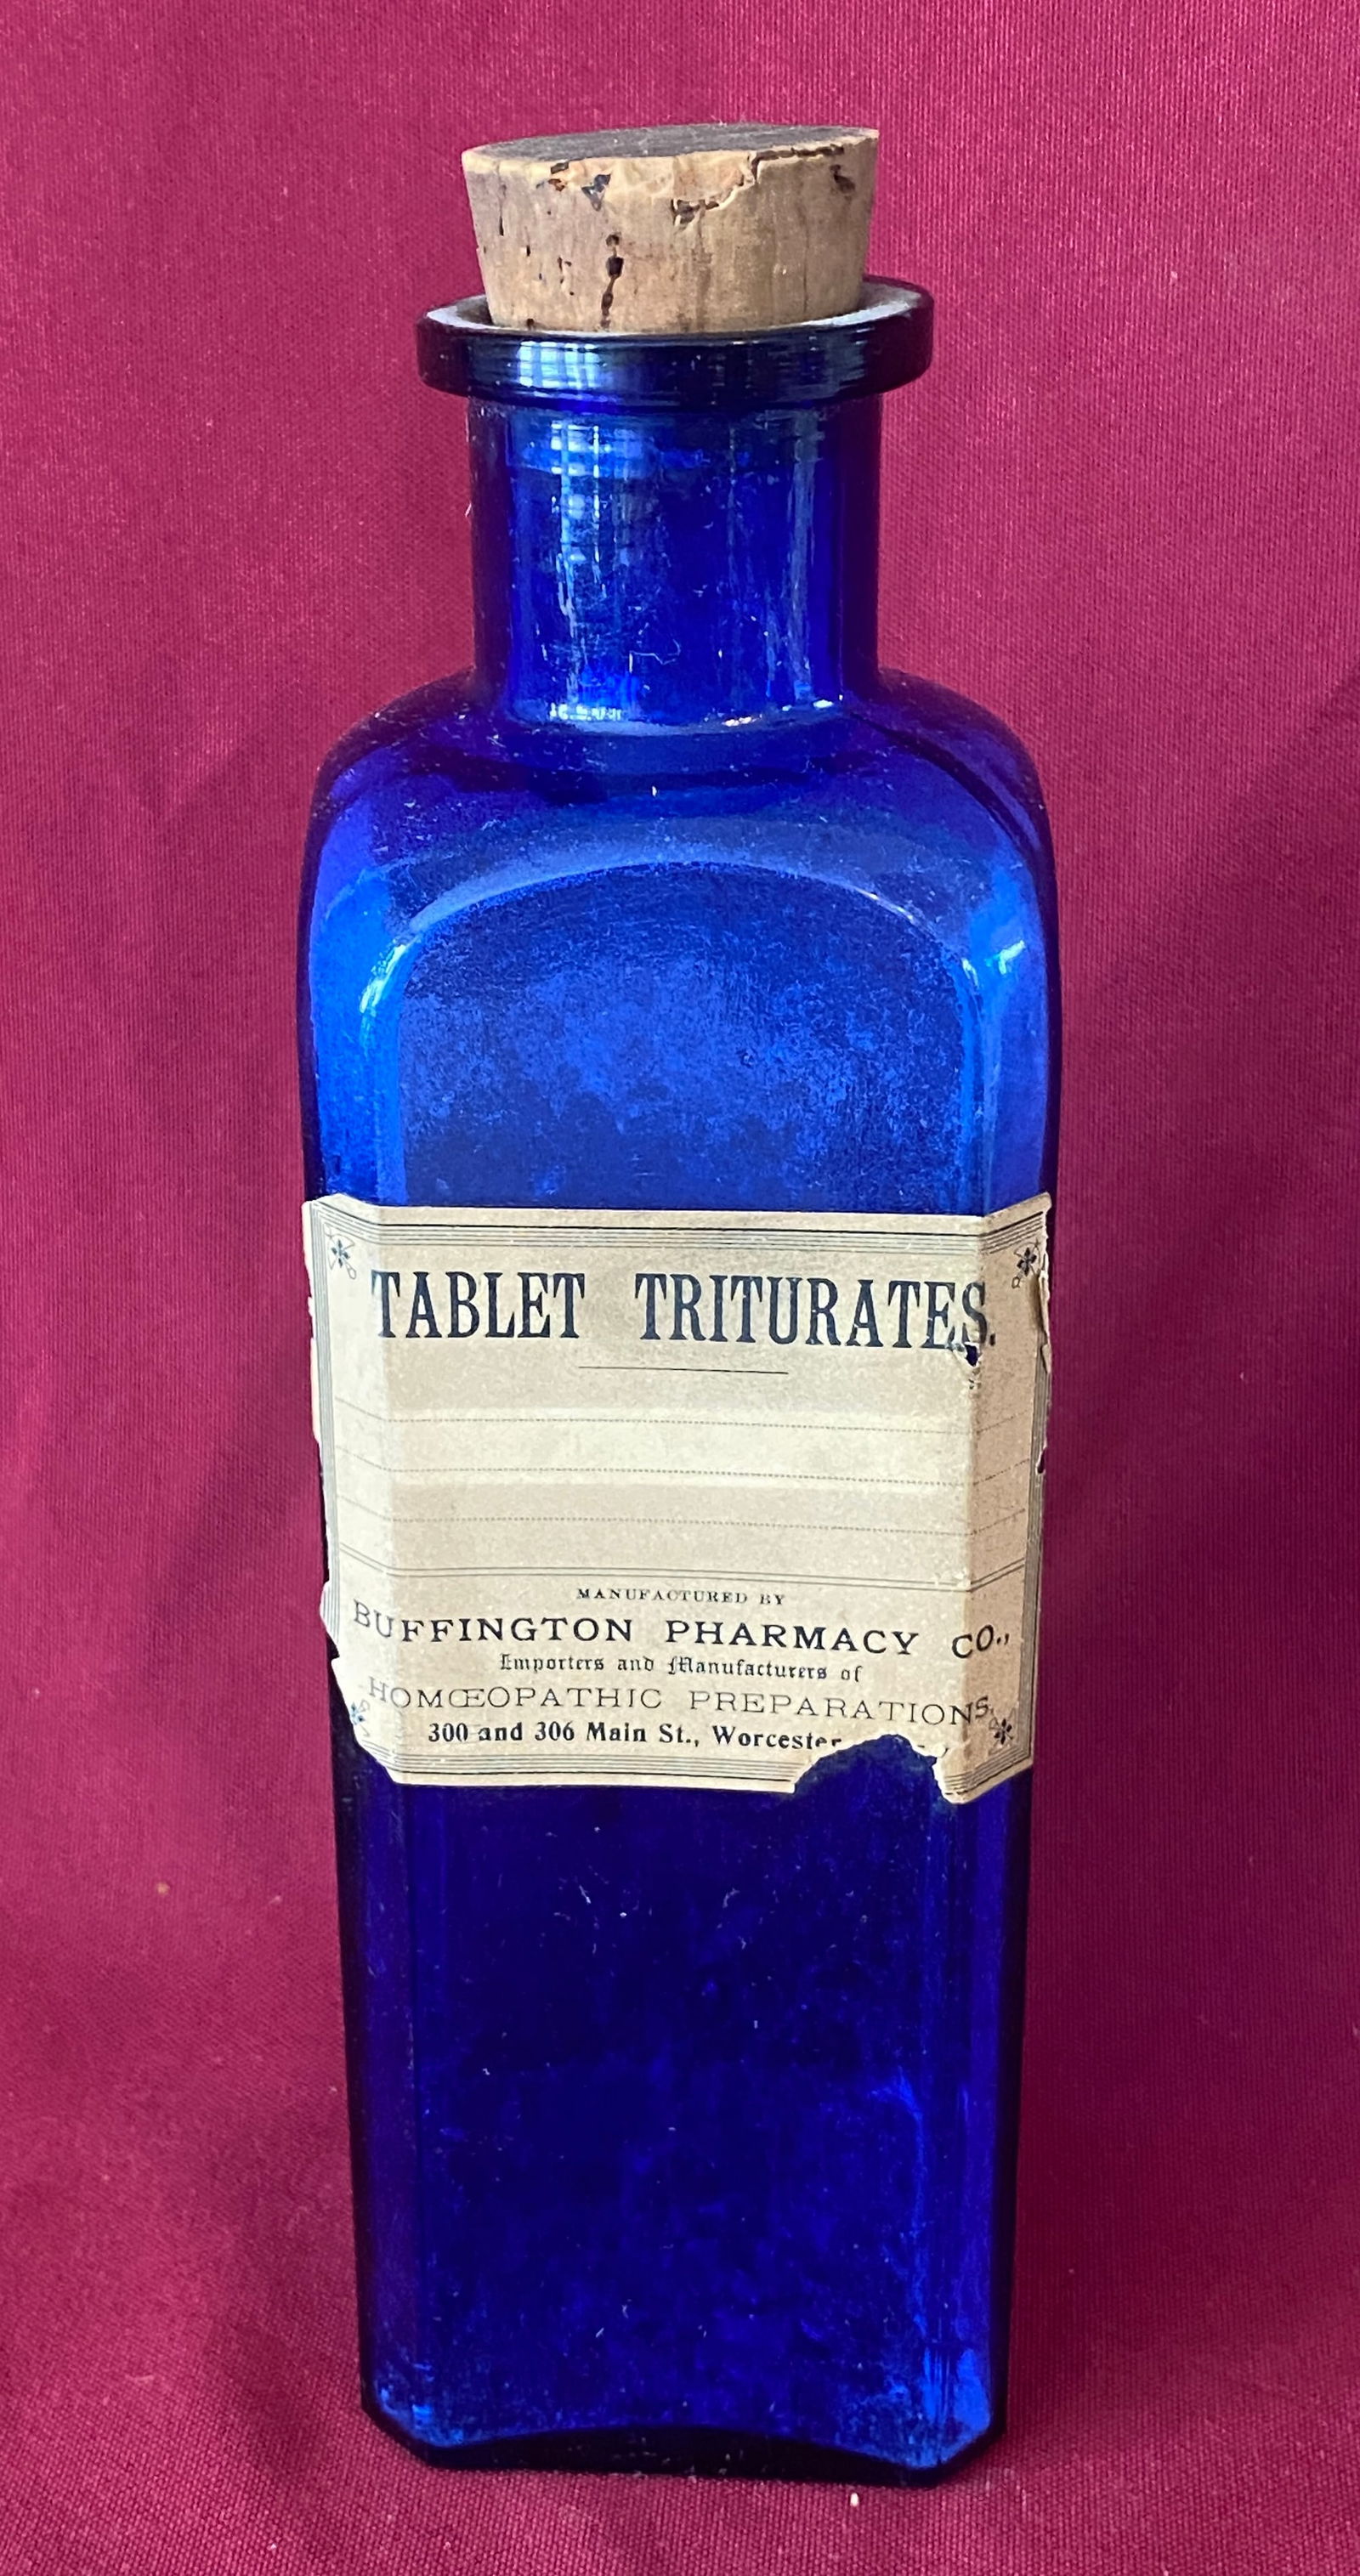 TABLET TRITURATES.
MANUFACTURED BY
BUFFINGTON PHARMACY CO.,
Importers and Manufacturers of
HOMŒOPATHIC PREPARATIONS,
300 and 306 Main St., Worcester